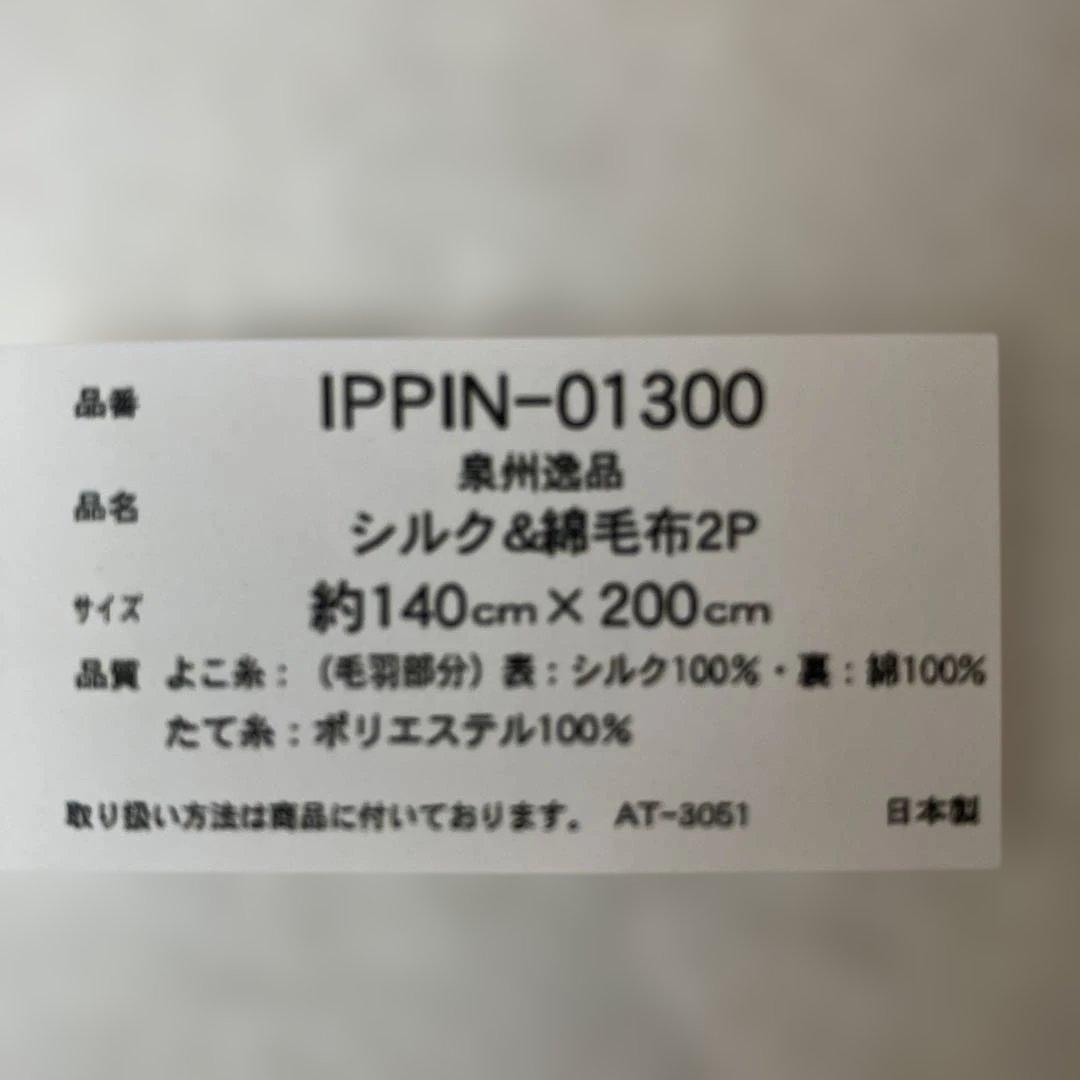 品番 IPPIN-01300
泉州逸品
品名 シルク&綿毛布2P
サイズ 約140cm×200cm
品質 よこ糸：（毛羽部分）表：シルク100%・裏：綿100%
たて糸：ポリエステル100%
取り扱い方法は商品に付いております。 AT-3051 日本製